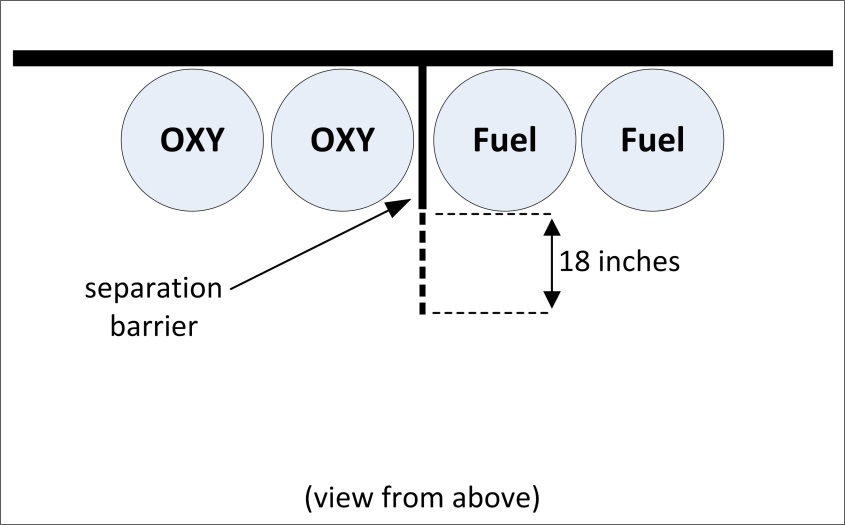 OXY OXY Fuel Fuel
18 inches
separation
barrier
(view from above)